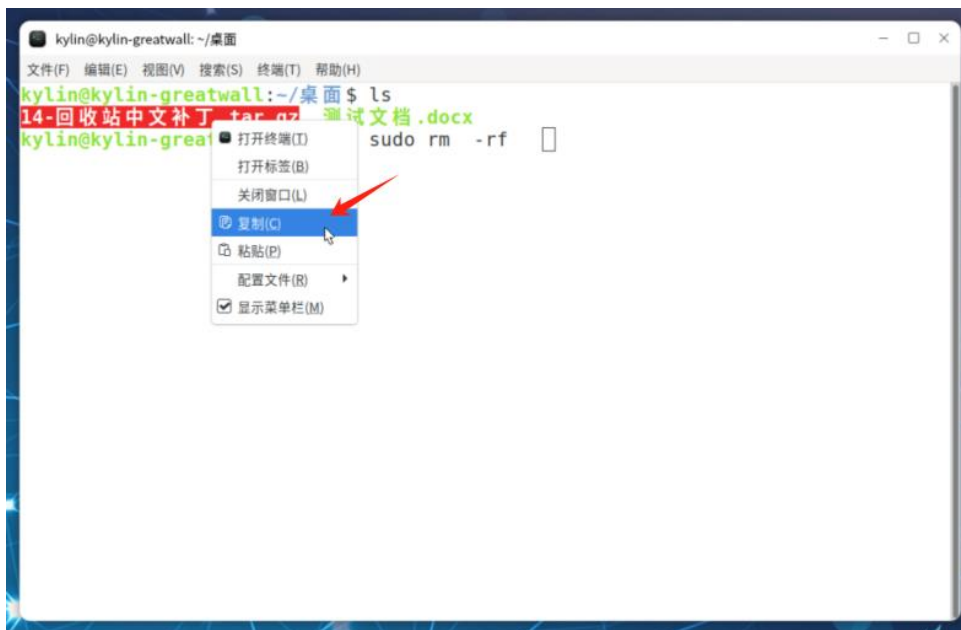 kylin@kylin-greatwall: ~/桌面
文件(F) 编辑(E) 视图(V) 搜索(S) 终端(T) 帮助(H)
kylin@kylin-greatwall:~/桌面$ ls
14-回收站中文补丁.tar.gz 测试文档.docx
kylin@kylin-grea sudo rm -rf
打开终端(T)
打开标签(B)
关闭窗口(L)
复制(C)
粘贴(P)
配置文件(R)
显示菜单栏(M)